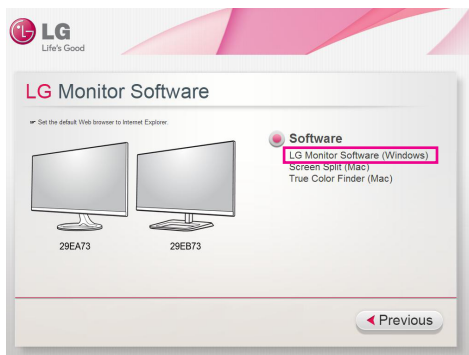 LG
Life's Good
LG Monitor Software
☞ Set the default Web browser to Internet Explorer.
Software
LG Monitor Software (Windows)
Screen Split (Mac)
True Color Finder (Mac)
29EA73
29EB73
Previous